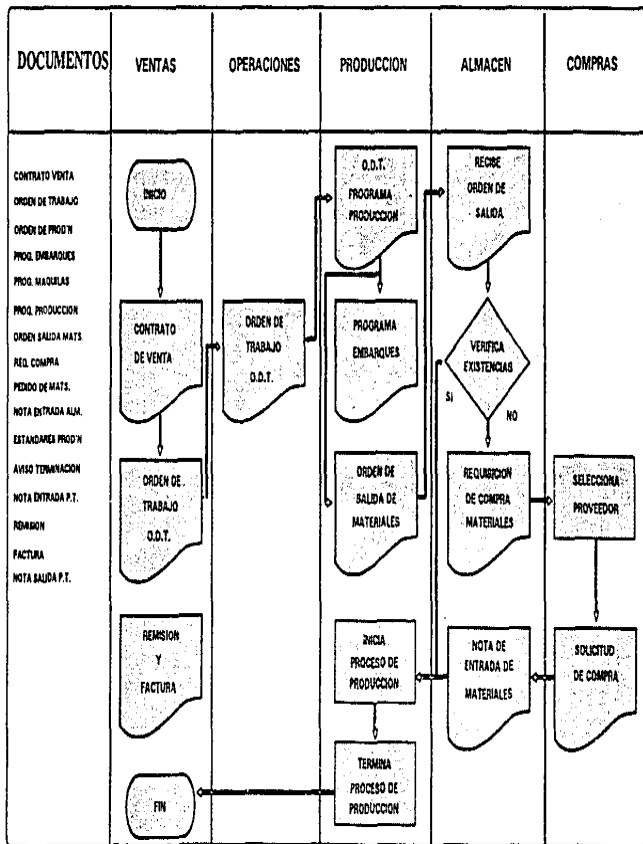 DOCUMENTOS
VENTAS
OPERACIONES
PRODUCCION
ALMACEN
COMPRAS
CONTRATO VENTA
ORDEN DE TRABAJO
ORDEN DE PROD'N
PROG. EMBARQUES
PROG. MAQUILAS
PROG. PRODUCCION
ORDEN SALIDA MATS.
REQ. COMPRA
PEDIDO DE MATS.
NOTA ENTRADA ALM.
ESTANDARES PROD'N
AVISO TERMINACION
NOTA ENTRADA P.T.
REMISION
FACTURA
NOTA SALIDA P.T.
INICIO
CONTRATO
DE VENTA
ORDEN DE
TRABAJO
O.D.T.
REMISION
Y
FACTURA
FIN
ORDEN DE
TRABAJO
O.D.T.
O.D.T.
PROGRAMA
PRODUCCION
PROGRAMA
EMBARQUES
ORDEN DE
SALIDA DE
MATERIALES
INICIA
PROCESO DE
PRODUCCION
TERMINA
PROCESO DE
PRODUCCION
RECIBE
ORDEN DE
SALIDA
VERIFICA
EXISTENCIAS
SI
NO
REQUISICION
DE COMPRA
MATERIALES
NOTA DE
ENTRADA DE
MATERIALES
SELECCIONA
PROVEEDOR
SOLICITUD
DE COMPRA